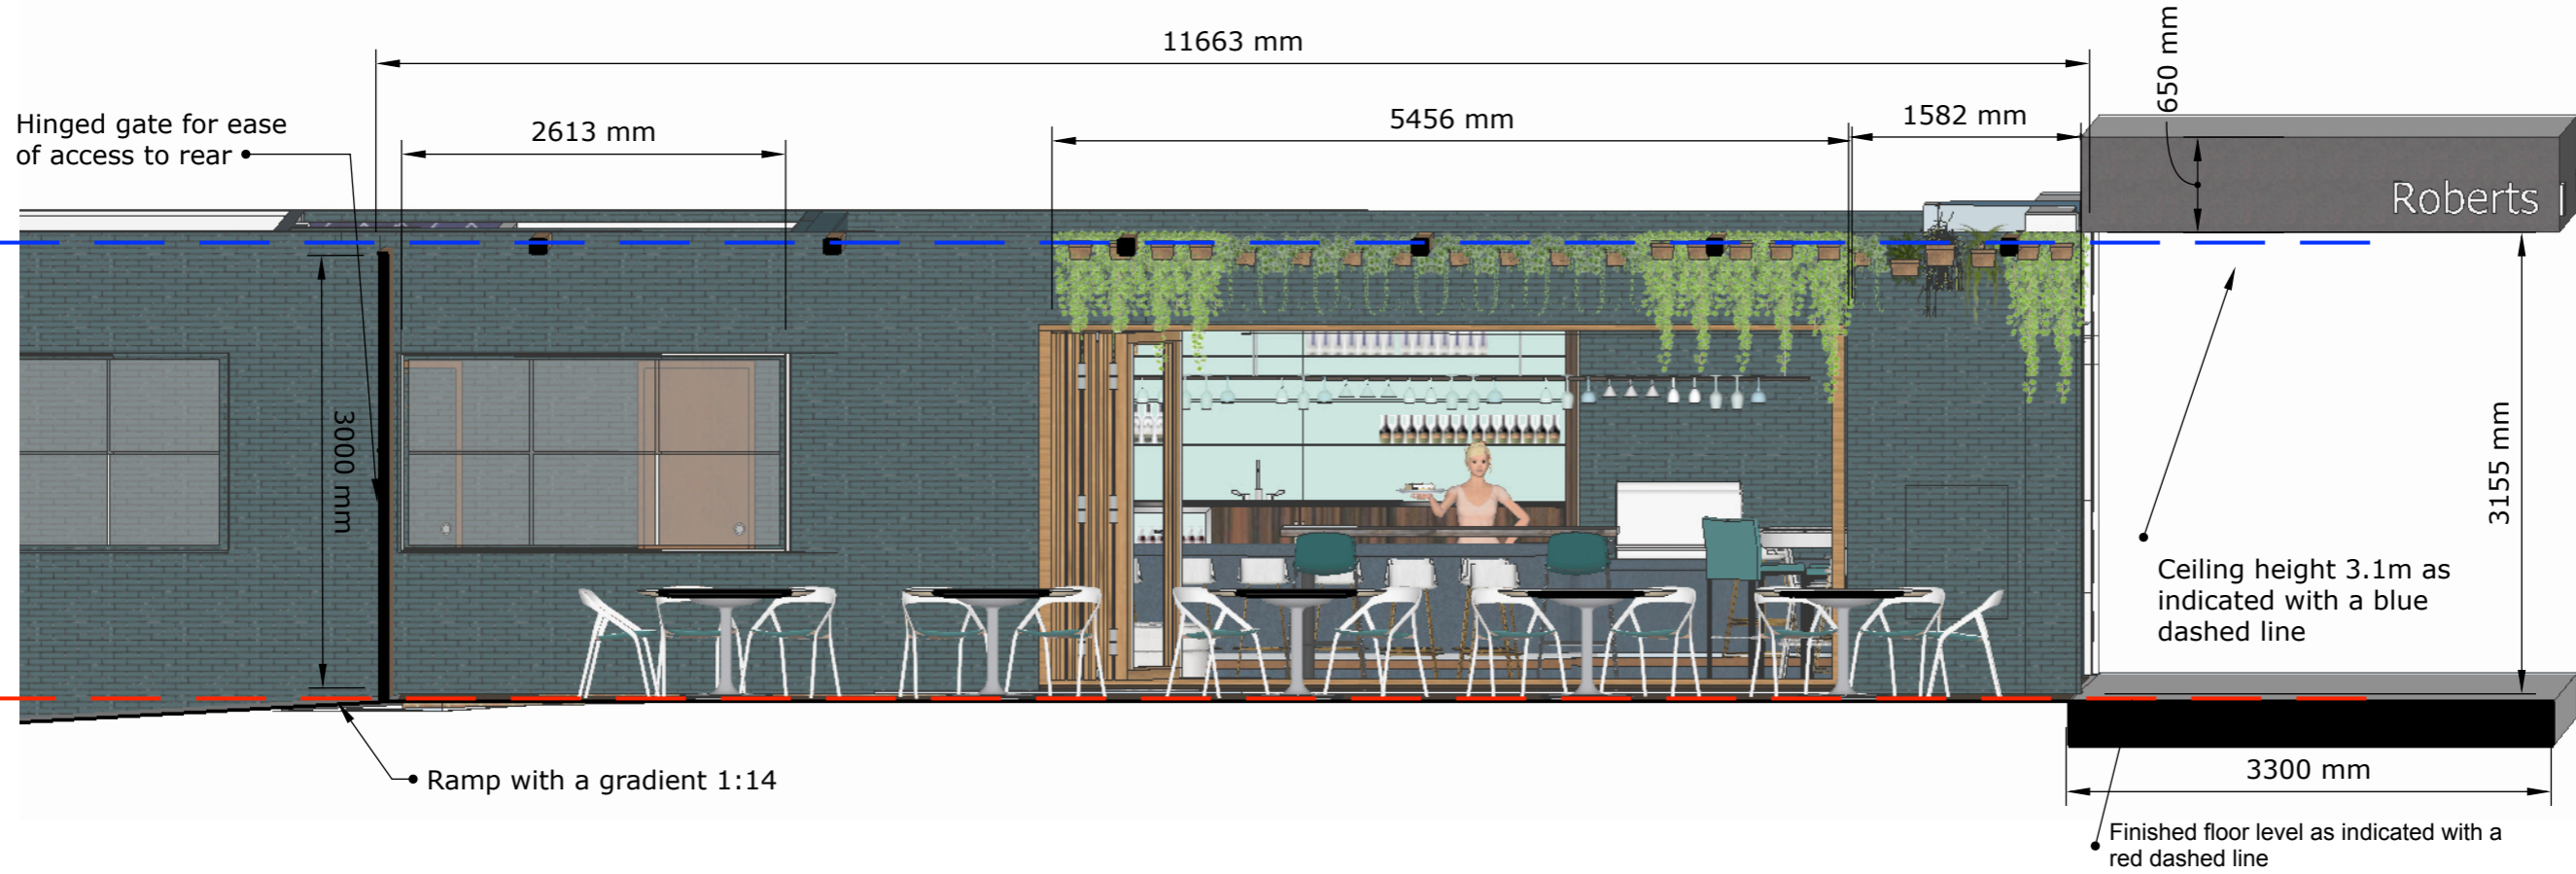 11663 mm
650 mm
Hinged gate for ease
of access to rear
2613 mm
5456 mm
1582 mm
Roberts
3000 mm
3155 mm
Ceiling height 3.1m as
indicated with a blue
dashed line
Ramp with a gradient 1:14
3300 mm
Finished floor level as indicated with a
red dashed line